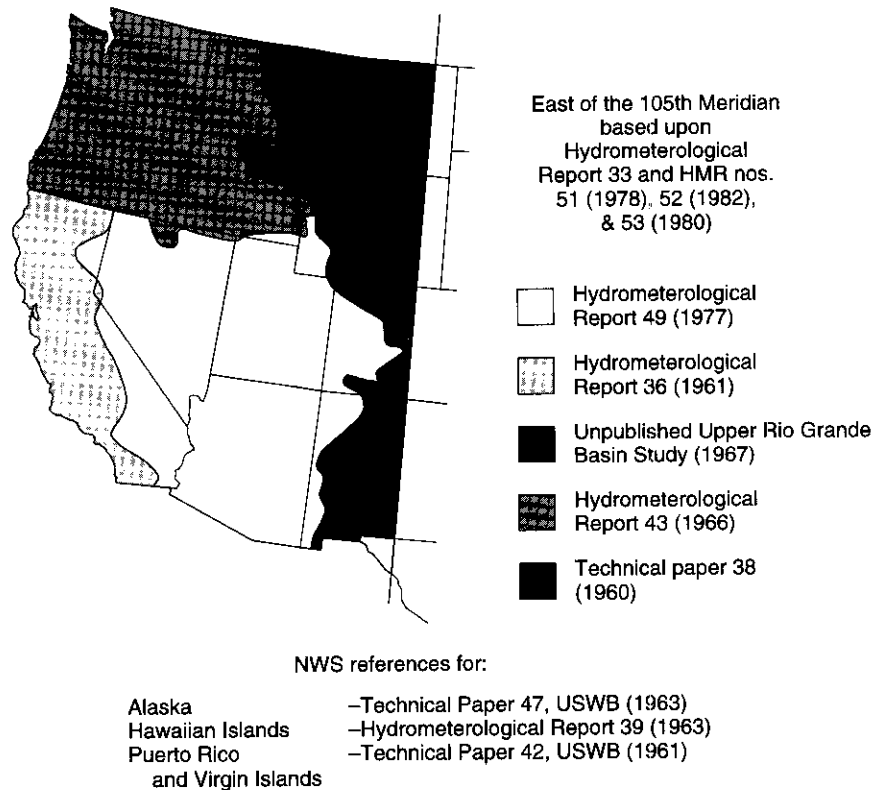 East of the 105th Meridian
based upon
Hydrometerological
Report 33 and HMR nos.
51 (1978), 52 (1982),
& 53 (1980)
Hydrometerological
Report 49 (1977)
Hydrometerological
Report 36 (1961)
Unpublished Upper Rio Grande
Basin Study (1967)
Hydrometerological
Report 43 (1966)
Technical paper 38
(1960)
NWS references for:
Alaska –Technical Paper 47, USWB (1963)
Hawaiian Islands –Hydrometerological Report 39 (1963)
Puerto Rico –Technical Paper 42, USWB (1961)
and Virgin Islands